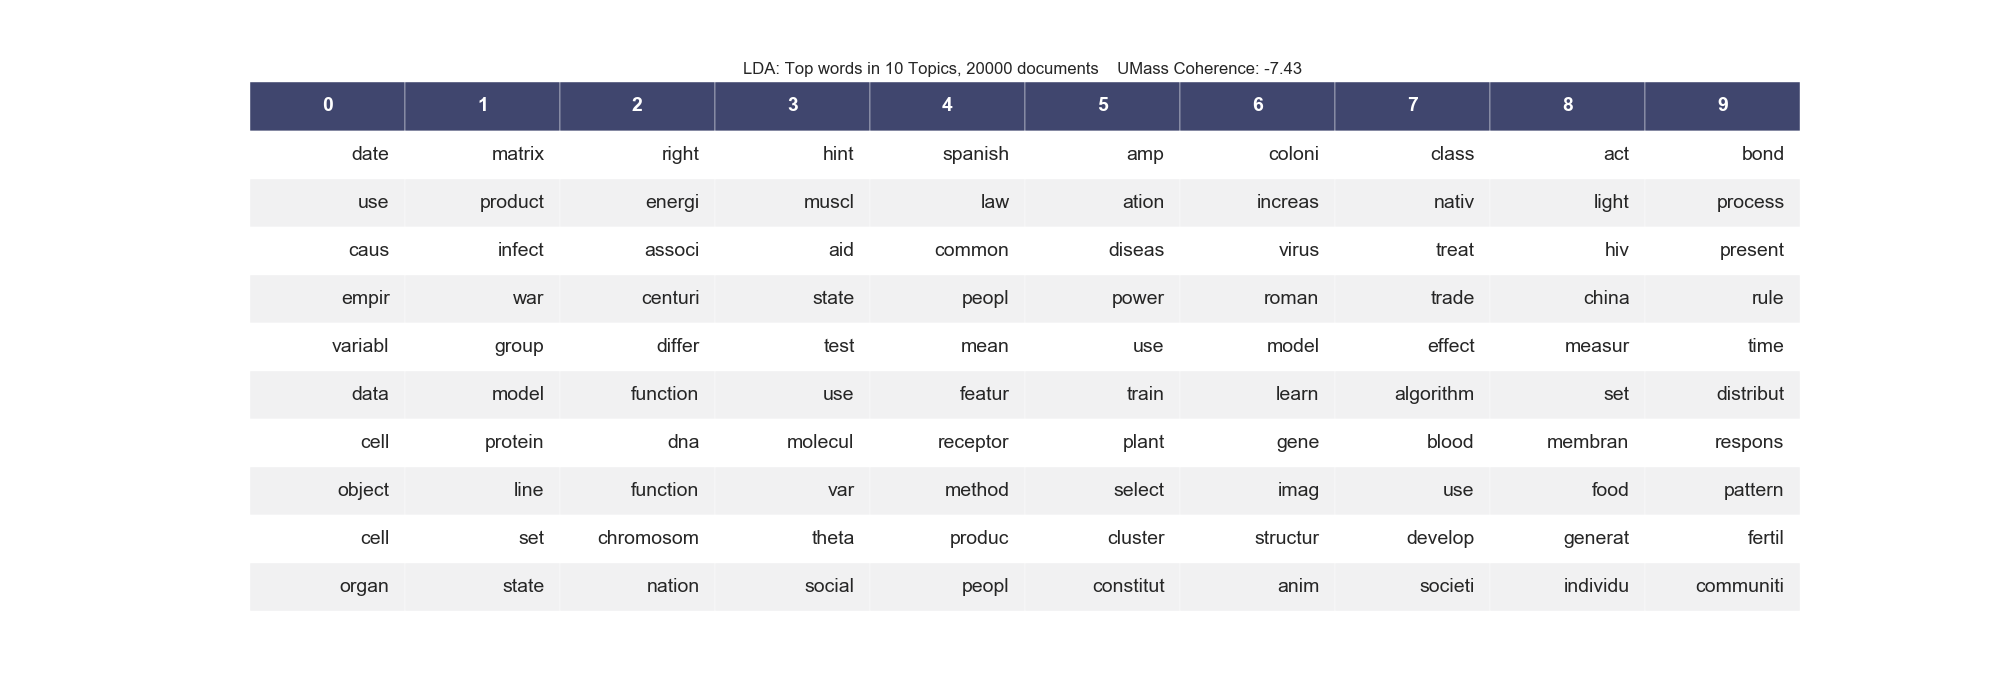 LDA: Top words in 10 Topics, 20000 documents    UMass Coherence: -7.43
0 1 2 3 4 5 6 7 8 9
date matrix right hint spanish amp coloni class act bond
use product energi muscl law ation increas nativ light process
caus infect associ aid common diseas virus treat hiv present
empir war centuri state peopl power roman trade china rule
variabl group differ test mean use model effect measur time
data model function use featur train learn algorithm set distribut
cell protein dna molecul receptor plant gene blood membran respons
object line function var method select imag use food pattern
cell set chromosom theta produc cluster structur develop generat fertil
organ state nation social peopl constitut anim societi individu communiti